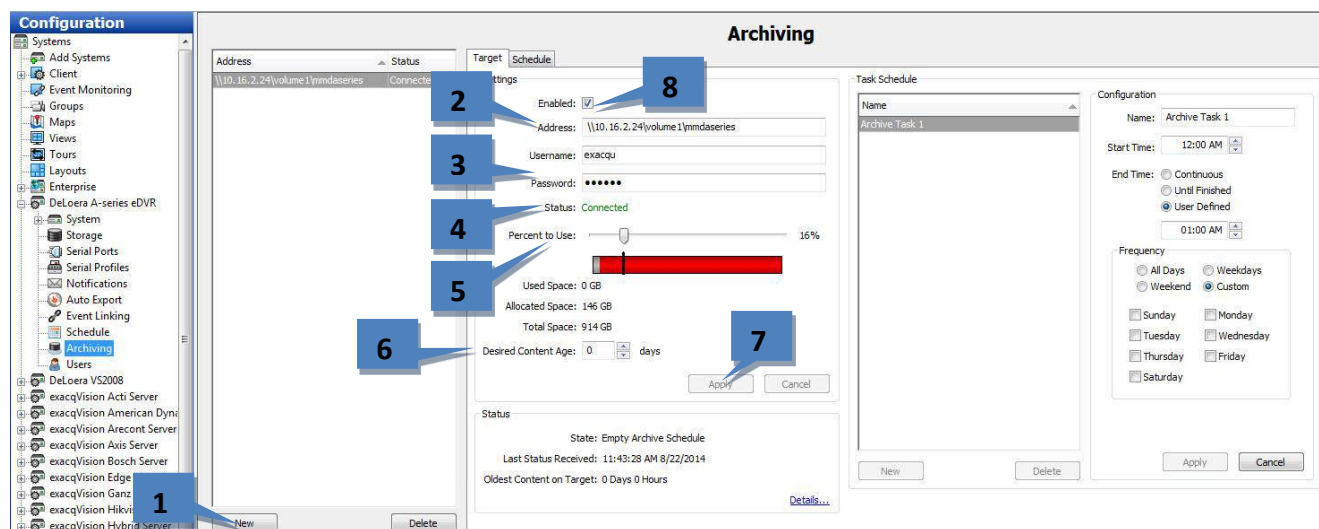 Configuration
Systems
Add Systems
Client
Event Monitoring
Groups
Maps
Views
Tours
Layouts
Enterprise
DeLoera A-series eDVR
System
Storage
Serial Ports
Serial Profiles
Notifications
Auto Export
Event Linking
Schedule
Archiving
Users
DeLoera VS2008
exacqVision Acti Server
exacqVision American Dyna
exacqVision Arecont Server
exacqVision Axis Server
exacqVision Bosch Server
exacqVision Edge
exacqVision Ganz
exacqVision Hikvis
exacqVision Hybrid Server
1
Archiving
Address Status
\\10.16.2.24\volume1\mmdaseries Connecte
New Delete
Target Schedule
ettings
Enabled:
8
2
Address: \\10.16.2.24\volume1\mmdaseries
Username: exacqu
3
Password: ••••••
4
Status: Connected
Percent to Use: 16%
5
Used Space: 0 GB
Allocated Space: 146 GB
Total Space: 914 GB
6
Desired Content Age: 0 days
7
Apply Cancel
Status
State: Empty Archive Schedule
Last Status Received: 11:43:28 AM 8/22/2014
Oldest Content on Target: 0 Days 0 Hours
Details...
Task Schedule
Name
Archive Task 1
New Delete
Configuration
Name: Archive Task 1
Start Time: 12:00 AM
End Time: Continuous
Until Finished
User Defined
01:00 AM
Frequency
All Days Weekdays
Weekend Custom
Sunday Monday
Tuesday Wednesday
Thursday Friday
Saturday
Apply Cancel